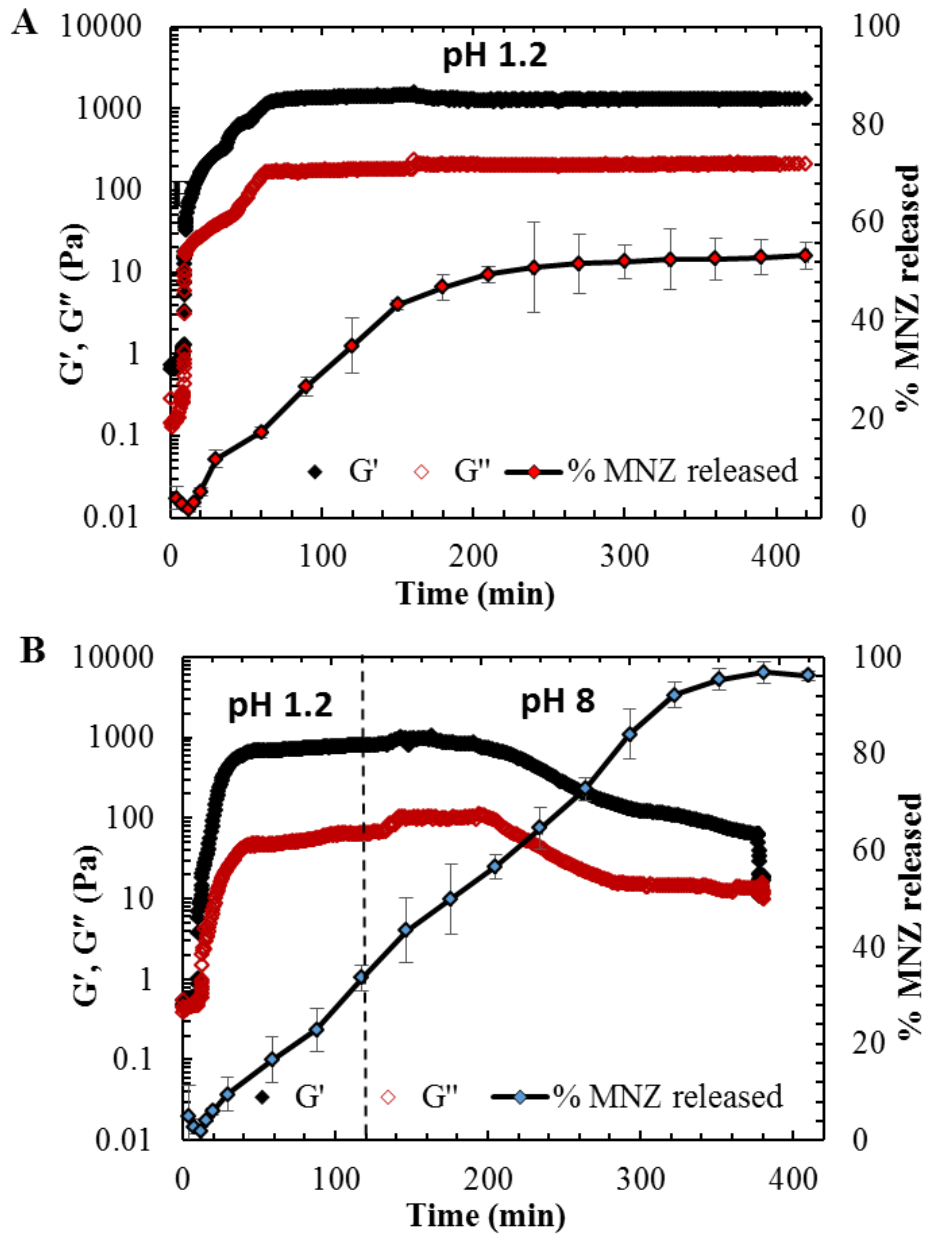 A
pH 1.2
10000
1000
100
10
1
0.1
0.01
G′, G″ (Pa)
100
80
60
40
20
0
% MNZ released
G' G'' % MNZ released
0 100 200 300 400
Time (min)
B
pH 1.2
pH 8
10000
1000
100
10
1
0.1
0.01
G′, G″ (Pa)
100
80
60
40
20
0
% MNZ released
G' G'' % MNZ released
0 100 200 300 400
Time (min)